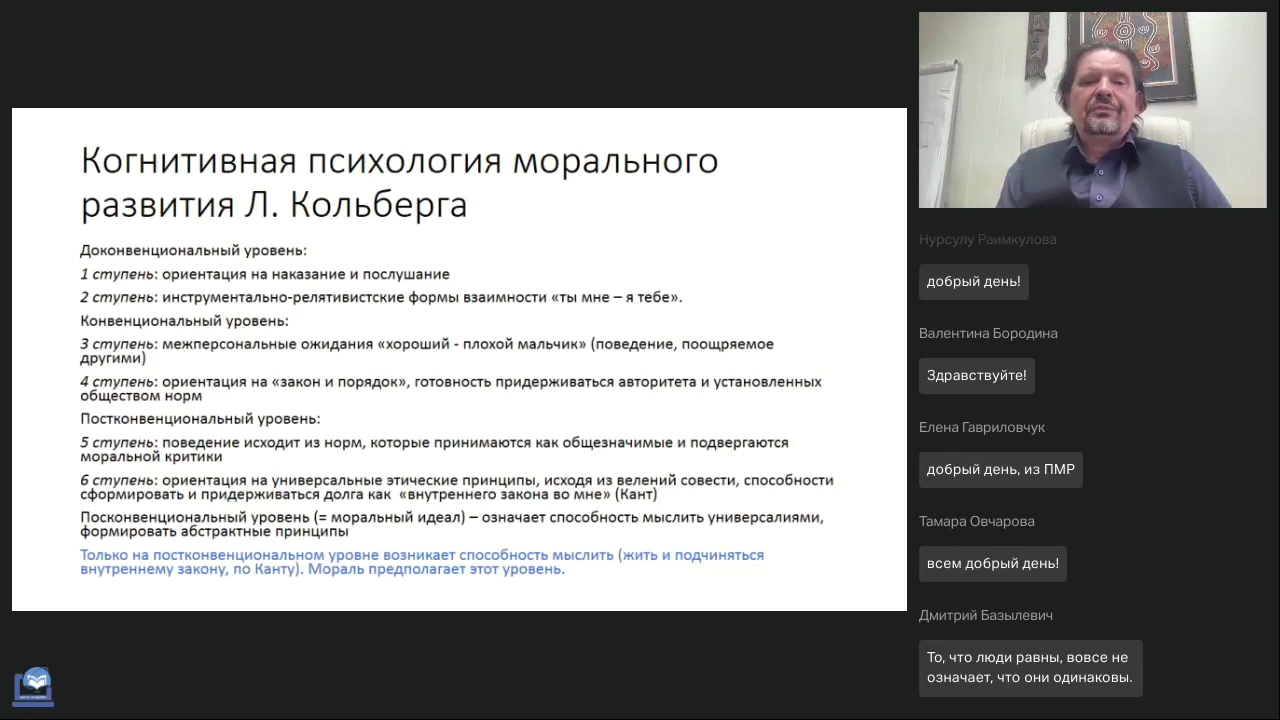 Когнитивная психология морального
развития Л. Кольберга
Доконвенциональный уровень:
1 ступень: ориентация на наказание и послушание
2 ступень: инструментально-релятивистские формы взаимности «ты мне – я тебе».
Конвенциональный уровень:
3 ступень: межперсональные ожидания «хороший - плохой мальчик» (поведение, поощряемое
другими)
4 ступень: ориентация на «закон и порядок», готовность придерживаться авторитета и установленных
обществом норм
Постконвенциональный уровень:
5 ступень: поведение исходит из норм, которые принимаются как общезначимые и подвергаются
моральной критики
6 ступень: ориентация на универсальные этические принципы, исходя из велений совести, способности
сформировать и придерживаться долга как «внутреннего закона во мне» (Кант)
Посконвенциональный уровень (= моральный идеал) – означает способность мыслить универсалиями,
формировать абстрактные принципы
Только на постконвенциональном уровне возникает способность мыслить (жить и подчиняться
внутреннему закону, по Канту). Мораль предполагает этот уровень.
Нурсулу Раимкулова
добрый день!
Валентина Бородина
Здравствуйте!
Елена Гавриловчук
добрый день, из ПМР
Тамара Овчарова
всем добрый день!
Дмитрий Базылевич
То, что люди равны, вовсе не
означает, что они одинаковы.